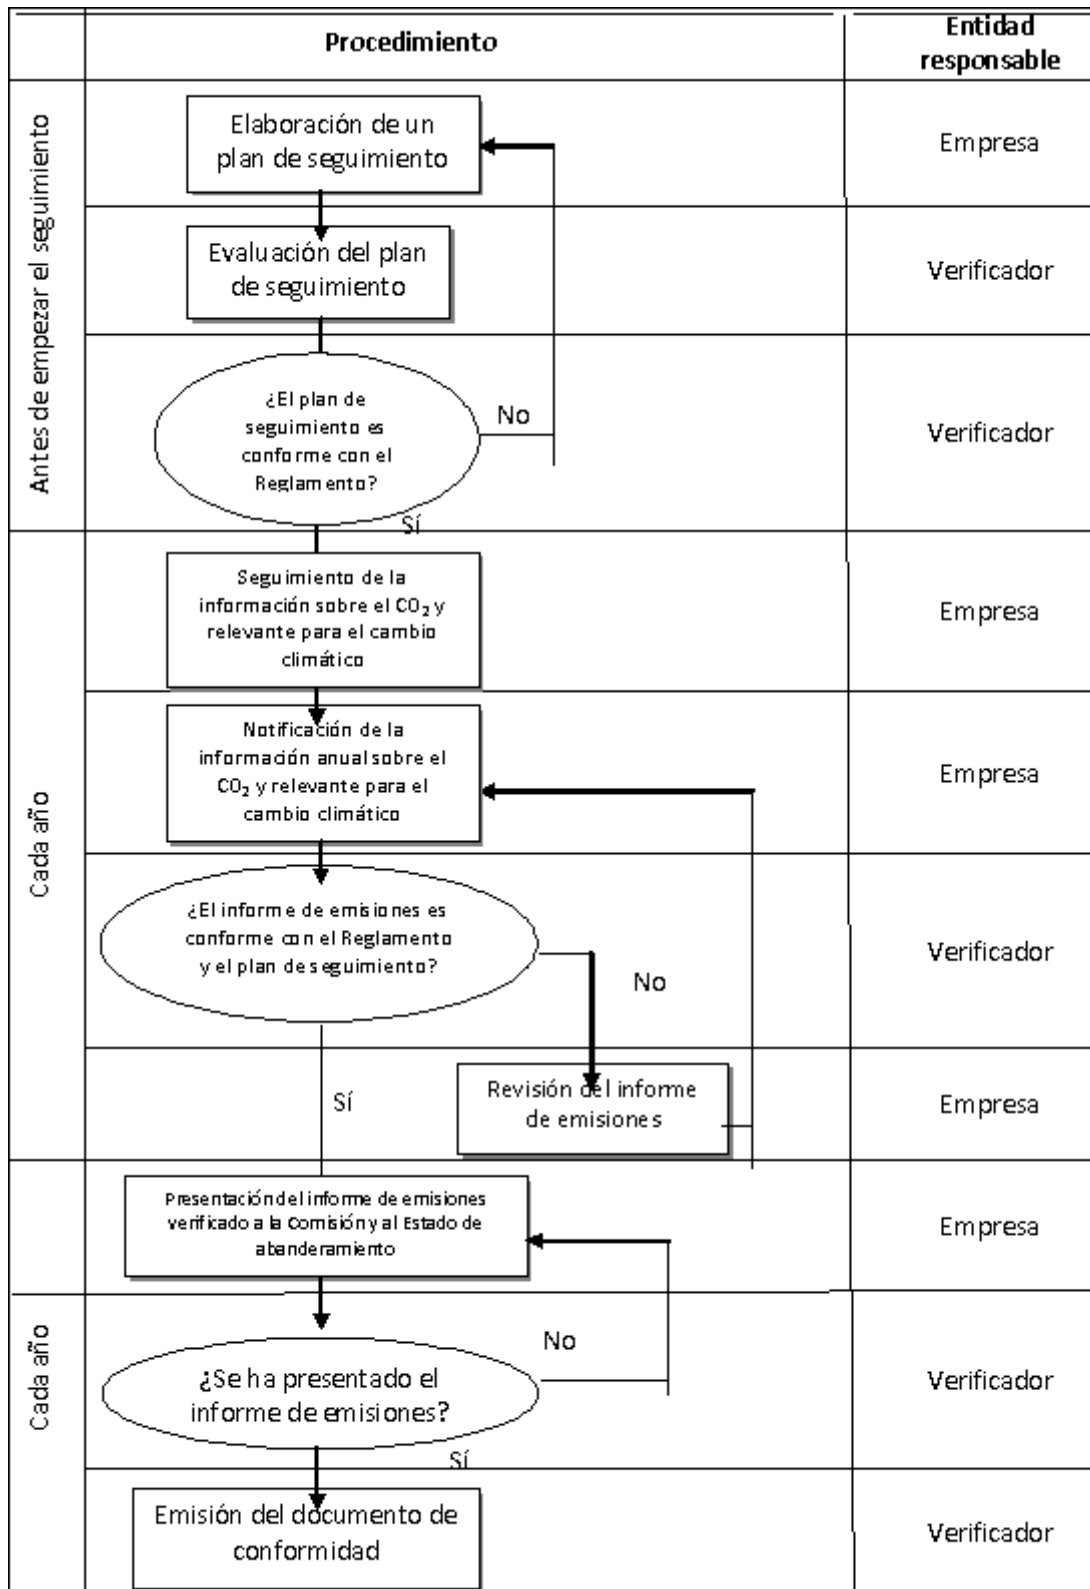 Procedimiento
Entidad
responsable
Antes de empezar el seguimiento
Elaboración de un
plan de seguimiento
Empresa
Evaluación del plan
de seguimiento
Verificador
¿El plan de
seguimiento es
conforme con el
Reglamento?
No
Sí
Verificador
Cada año
Seguimiento de la
información sobre el CO₂ y
relevante para el cambio
climático
Empresa
Notificación de la
información anual sobre el
CO₂ y relevante para el
cambio climático
Empresa
¿El informe de emisiones es
conforme con el Reglamento
y el plan de seguimiento?
No
Verificador
Sí
Revisión del informe
de emisiones
Empresa
Presentación del informe de emisiones
verificado a la Comisión y al Estado de
abanderamiento
Empresa
Cada año
No
¿Se ha presentado el
informe de emisiones?
Sí
Verificador
Emisión del documento de
conformidad
Verificador